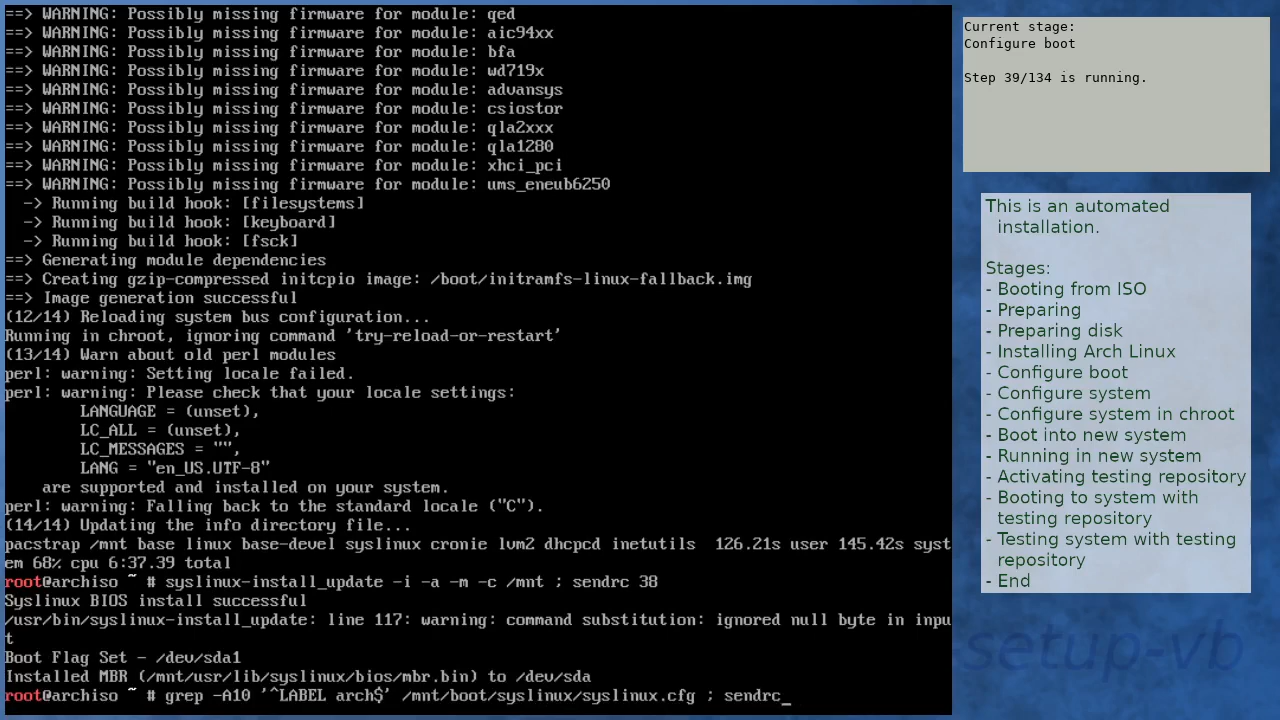 ==> WARNING: Possibly missing firmware for module: qed
==> WARNING: Possibly missing firmware for module: aic94xx
==> WARNING: Possibly missing firmware for module: bfa
==> WARNING: Possibly missing firmware for module: wd719x
==> WARNING: Possibly missing firmware for module: advansys
==> WARNING: Possibly missing firmware for module: csiostor
==> WARNING: Possibly missing firmware for module: qla2xxx
==> WARNING: Possibly missing firmware for module: qla1280
==> WARNING: Possibly missing firmware for module: xhci_pci
==> WARNING: Possibly missing firmware for module: ums_eneub6250
  -> Running build hook: [filesystems]
  -> Running build hook: [keyboard]
  -> Running build hook: [fsck]
==> Generating module dependencies
==> Creating gzip-compressed initcpio image: /boot/initramfs-linux-fallback.img
==> Image generation successful
(12/14) Reloading system bus configuration...
Running in chroot, ignoring command 'try-reload-or-restart'
(13/14) Warn about old perl modules
perl: warning: Setting locale failed.
perl: warning: Please check that your locale settings:
        LANGUAGE = (unset),
        LC_ALL = (unset),
        LC_MESSAGES = "",
        LANG = "en_US.UTF-8"
    are supported and installed on your system.
perl: warning: Falling back to the standard locale ("C").
(14/14) Updating the info directory file...
pacstrap /mnt base linux base-devel syslinux cronie lvm2 dhcpcd inetutils  126.21s user 145.42s syst
em 68% cpu 6:37.39 total
root@archiso ~ # syslinux-install_update -i -a -m -c /mnt ; sendrc 38
Syslinux BIOS install successful
/usr/bin/syslinux-install_update: line 117: warning: command substitution: ignored null byte in inpu
t
Boot Flag Set - /dev/sda1
Installed MBR (/mnt/usr/lib/syslinux/bios/mbr.bin) to /dev/sda
root@archiso ~ # grep -A10 '^LABEL arch$' /mnt/boot/syslinux/syslinux.cfg ; sendrc_
Current stage:
Configure boot
Step 39/134 is running.
This is an automated
installation.
Stages:
- Booting from ISO
- Preparing
- Preparing disk
- Installing Arch Linux
- Configure boot
- Configure system
- Configure system in chroot
- Boot into new system
- Running in new system
- Activating testing repository
- Booting to system with
testing repository
- Testing system with testing
repository
- End
setup-vb